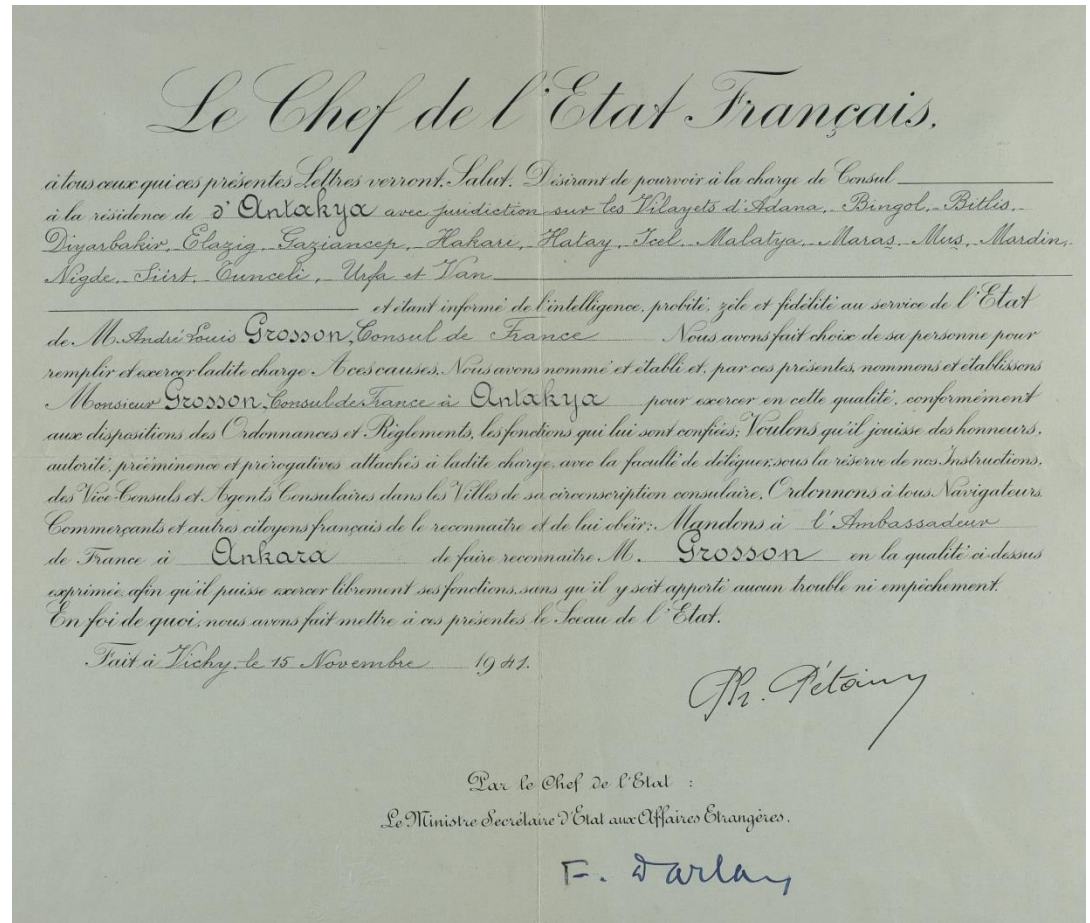 Le Chef de l'Etat Français.
à tous ceux qui ces présentes Lettres verront, Salut. Désirant de pourvoir à la charge de Consul
à la résidence de d'Antakya avec juridiction sur les Vilayets d'Adana, Bingol, Bitlis,
Diyarbakir, Elazig, Gaziancep, Hakari, Hatay, Icel, Malatya, Maras, Mus, Mardin,
Nigde, Siirt, Tunceli, Urfa et Van
et étant informé de l'intelligence, probité, zèle et fidélité au service de l'Etat
de M. André Louis Grosson, Consul de France Nous avons fait choix de sa personne pour
remplir et exercer ladite charge A ces causes, Nous avons nommé et établi et, par ces présentes, nommons et établissons
Monsieur Grosson, Consul de France à Antakya pour exercer en cette qualité, conformément
aux dispositions des Ordonnances et Règlements, les fonctions qui lui sont confiées; Voulons qu'il jouisse des honneurs,
autorité, prééminence et prérogatives attachés à ladite charge, avec la faculté de déléguer, sous la réserve de nos Instructions,
des Vice-Consuls et Agents Consulaires dans les Villes de sa circonscription consulaire, Ordonnons à tous Navigateurs
Commerçants et autres citoyens français de le reconnaitre et de lui obéir; Mandons à l'Ambassadeur
de France à Ankara de faire reconnaitre M. Grosson en la qualité ci-dessus
exprimée, afin qu'il puisse exercer librement ses fonctions, sans qu'il y soit apporté aucun trouble ni empêchement.
En foi de quoi, nous avons fait mettre à ces présentes le Sceau de l'Etat.
Fait à Vichy, le 15 Novembre 1941.
Ph. Pétain
Par le Chef de l'Etat :
Le Ministre Secrétaire d'Etat aux Affaires Etrangères.
F. Darlan